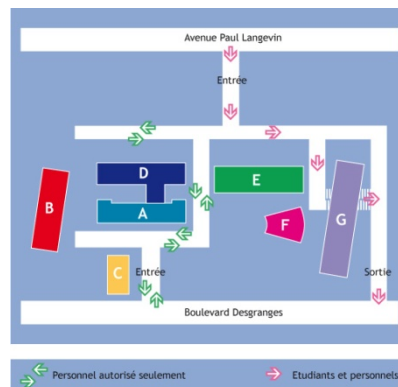 Avenue Paul Langevin
Entrée
D
E
B
A
G
F
C
Entrée
Sortie
Boulevard Desgranges
Personnel autorisé seulement
Etudiants et personnels